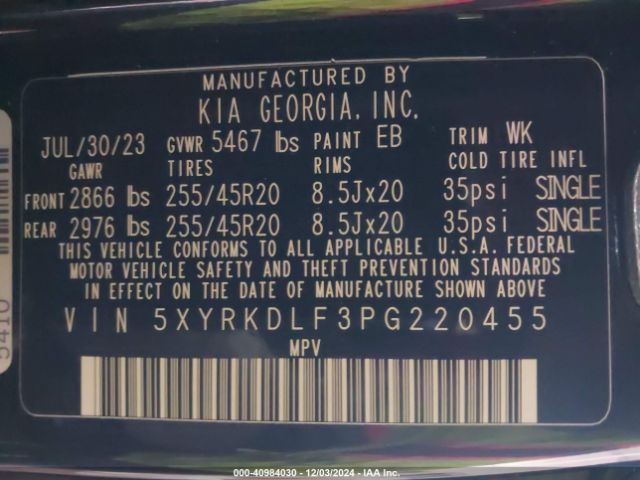 MANUFACTURED BY
KIA GEORGIA, INC.
JUL/30/23 GVWR 5467 lbs PAINT EB TRIM WK
GAWR TIRES RIMS COLD TIRE INFL
FRONT 2866 lbs 255/45R20 8.5Jx20 35psi SINGLE
REAR 2976 lbs 255/45R20 8.5Jx20 35psi SINGLE
THIS VEHICLE CONFORMS TO ALL APPLICABLE U.S.A. FEDERAL
MOTOR VEHICLE SAFETY AND THEFT PREVENTION STANDARDS
IN EFFECT ON THE DATE OF MANUFACTURE SHOWN ABOVE
VIN 5XYRKDLF3PG220455
MPV
5410
000-40984030 - 12/03/2024 - IAA Inc.